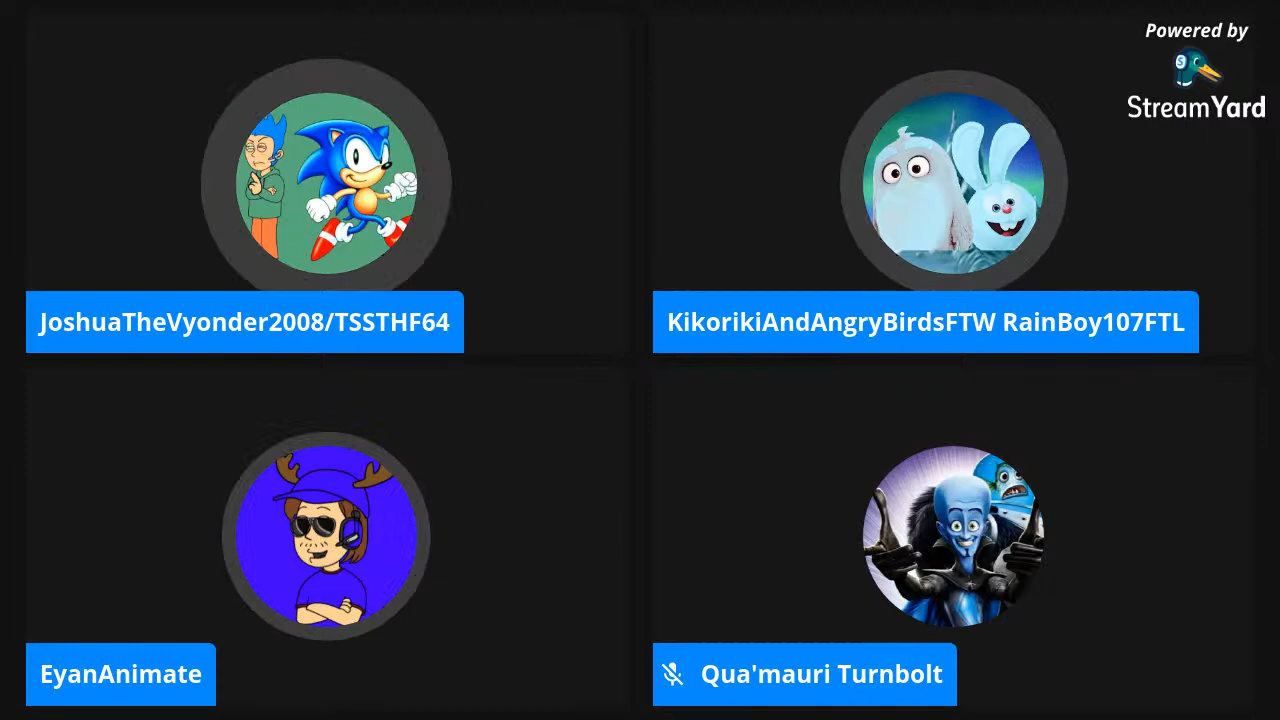 Powered by
StreamYard
JoshuaTheVyonder2008/TSSTHF64
KikorikiAndAngryBirdsFTW RainBoy107FTL
EyanAnimate
Qua'mauri Turnbolt